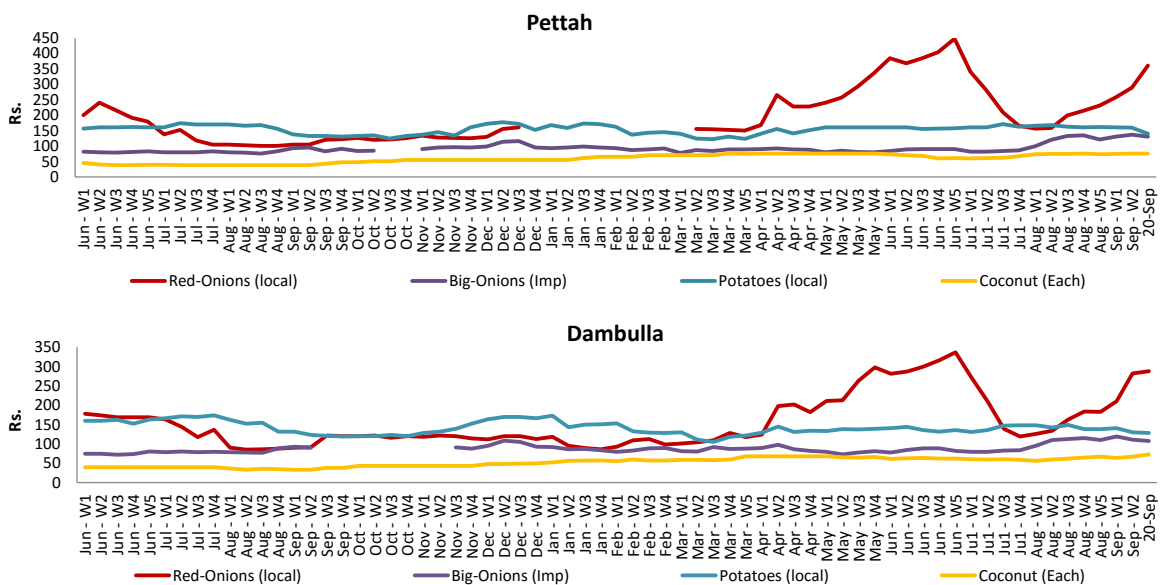 Pettah
450
400
350
300
250
200
150
100
50
0
Rs.
Jun - W1
Jun - W2
Jun - W3
Jun - W4
Jun - W5
Jul - W1
Jul - W2
Jul - W3
Jul - W4
Aug - W1
Aug - W2
Aug - W3
Aug - W4
Sep - W1
Sep - W2
Sep - W3
Sep - W4
Oct - W1
Oct - W2
Oct - W3
Oct - W4
Nov - W1
Nov - W2
Nov - W3
Nov - W4
Dec - W1
Dec - W2
Dec - W3
Dec - W4
Jan - W1
Jan - W2
Jan - W3
Jan - W4
Feb - W1
Feb - W2
Feb - W3
Feb - W4
Mar - W1
Mar - W2
Mar - W3
Mar - W4
Mar - W5
Apr - W1
Apr - W2
Apr - W3
Apr - W4
May - W1
May - W2
May - W3
May - W4
Jun - W1
Jun - W2
Jun - W3
Jun - W4
Jun - W5
Jul - W1
Jul - W2
Jul - W3
Jul - W4
Aug - W1
Aug - W2
Aug - W3
Aug - W4
Aug - W5
Sep - W1
Sep - W2
20-Sep
Red-Onions (local)
Big-Onions (Imp)
Potatoes (local)
Coconut (Each)
Dambulla
350
300
250
200
150
100
50
0
Rs.
Jun - W1
Jun - W2
Jun - W3
Jun - W4
Jun - W5
Jul - W1
Jul - W2
Jul - W3
Jul - W4
Aug - W1
Aug - W2
Aug - W3
Aug - W4
Sep - W1
Sep - W2
Sep - W3
Sep - W4
Oct - W1
Oct - W2
Oct - W3
Oct - W4
Nov - W1
Nov - W2
Nov - W3
Nov - W4
Dec - W1
Dec - W2
Dec - W3
Dec - W4
Jan - W1
Jan - W2
Jan - W3
Jan - W4
Feb - W1
Feb - W2
Feb - W3
Feb - W4
Mar - W1
Mar - W2
Mar - W3
Mar - W4
Mar - W5
Apr - W1
Apr - W2
Apr - W3
Apr - W4
May - W1
May - W2
May - W3
May - W4
Jun - W1
Jun - W2
Jun - W3
Jun - W4
Jun - W5
Jul - W1
Jul - W2
Jul - W3
Jul - W4
Aug - W1
Aug - W2
Aug - W3
Aug - W4
Aug - W5
Sep - W1
Sep - W2
20-Sep
Red-Onions (local)
Big-Onions (Imp)
Potatoes (local)
Coconut (Each)